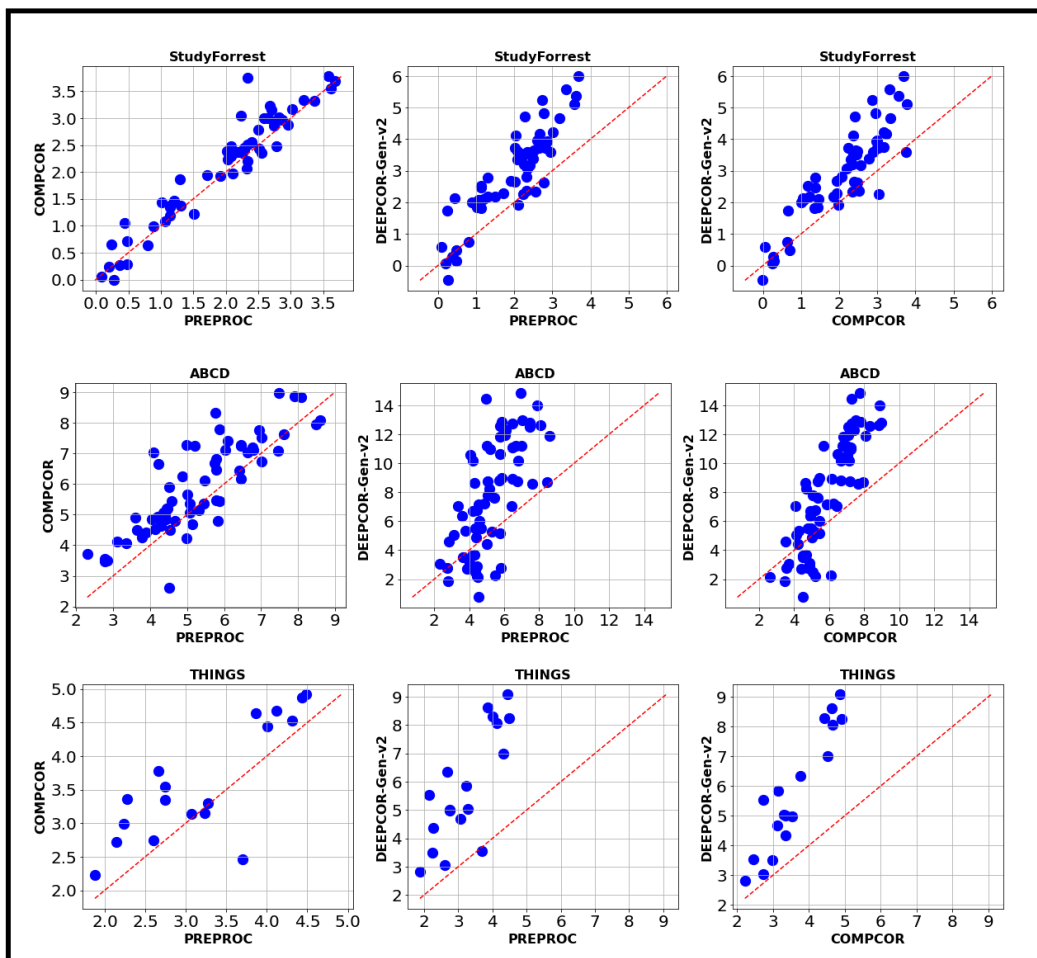 StudyForrest
COMPCOR
3.5
3.0
2.5
2.0
1.5
1.0
0.5
0.0
0.0 0.5 1.0 1.5 2.0 2.5 3.0 3.5
PREPROC
StudyForrest
DEEPCOR-Gen-v2
6
5
4
3
2
1
0
0 1 2 3 4 5 6
PREPROC
StudyForrest
DEEPCOR-Gen-v2
6
5
4
3
2
1
0
0 1 2 3 4 5 6
COMPCOR
ABCD
COMPCOR
9
8
7
6
5
4
3
2
2 3 4 5 6 7 8 9
PREPROC
ABCD
DEEPCOR-Gen-v2
14
12
10
8
6
4
2
2 4 6 8 10 12 14
PREPROC
ABCD
DEEPCOR-Gen-v2
14
12
10
8
6
4
2
2 4 6 8 10 12 14
COMPCOR
THINGS
COMPCOR
5.0
4.5
4.0
3.5
3.0
2.5
2.0
2.0 2.5 3.0 3.5 4.0 4.5 5.0
PREPROC
THINGS
DEEPCOR-Gen-v2
9
8
7
6
5
4
3
2
2 3 4 5 6 7 8 9
PREPROC
THINGS
DEEPCOR-Gen-v2
9
8
7
6
5
4
3
2
2 3 4 5 6 7 8 9
COMPCOR